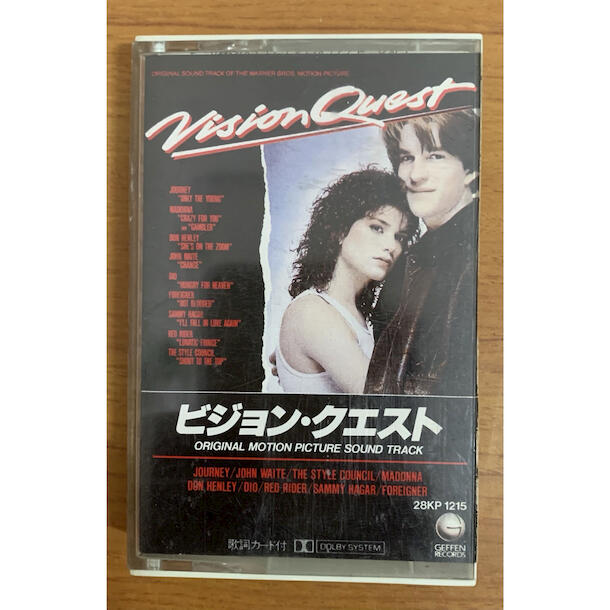 ORIGINAL SOUND TRACK OF THE WARNER BROS. MOTION PICTURE
Vision Quest
JOURNEY
"ONLY THE YOUNG"
MADONNA
"CRAZY FOR YOU"
AND "GAMBLER"
DON HENLEY
"SHE'S ON THE ZOOM"
JOHN WAITE
"CHANGE"
DIO
"HUNGRY FOR HEAVEN"
FOREIGNER
"HOT BLOODED"
SAMMY HAGAR
"I'LL FALL IN LOVE AGAIN"
RED RIDER
"LUNATIC FRINGE"
THE STYLE COUNCIL
"SHOUT TO THE TOP"
ビジョン・クエスト
ORIGINAL MOTION PICTURE SOUND TRACK
JOURNEY/JOHN WAITE/THE STYLE COUNCIL/MADONNA
DON HENLEY/DIO/RED RIDER/SAMMY HAGAR/FOREIGNER
28KP 1215
歌詞カード付 DOLBY SYSTEM
GEFFEN
RECORDS